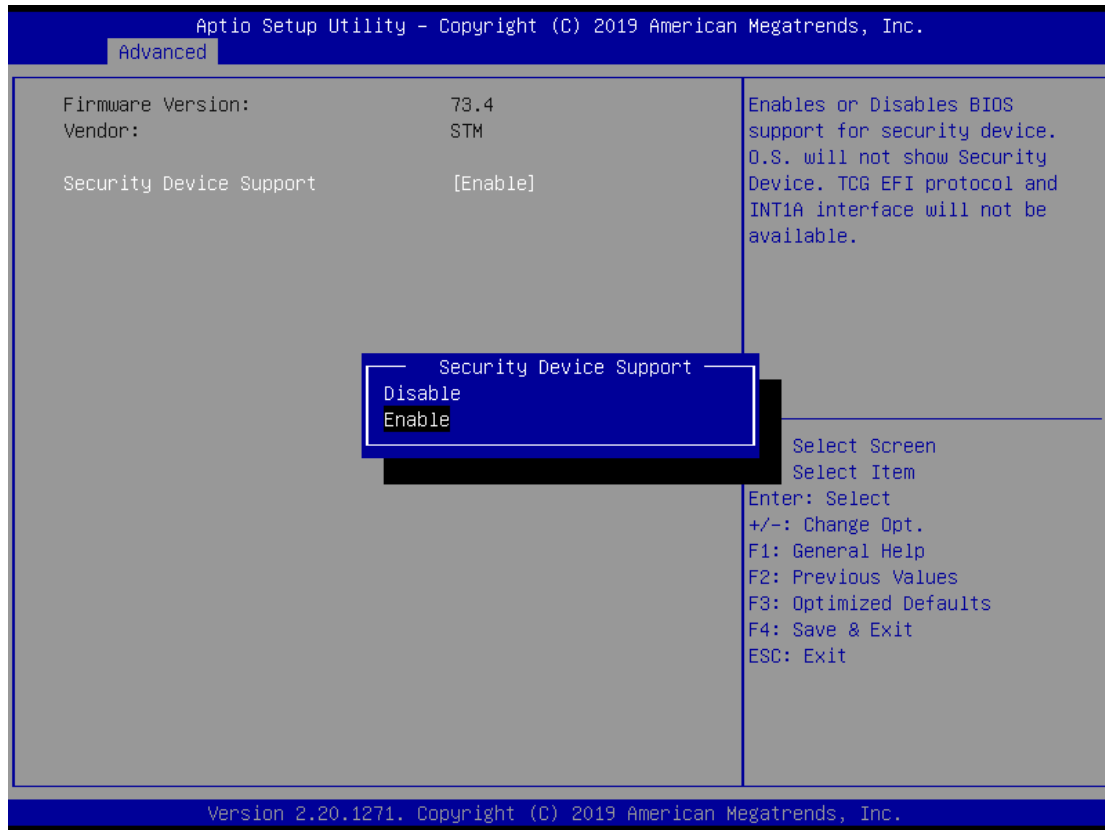 Aptio Setup Utility – Copyright (C) 2019 American Megatrends, Inc.
Advanced
Firmware Version: 73.4
Vendor: STM
Security Device Support [Enable]
Enables or Disables BIOS
support for security device.
O.S. will not show Security
Device. TCG EFI protocol and
INT1A interface will not be
available.
Security Device Support
Disable
Enable
Select Screen
Select Item
Enter: Select
+/-: Change Opt.
F1: General Help
F2: Previous Values
F3: Optimized Defaults
F4: Save & Exit
ESC: Exit
Version 2.20.1271. Copyright (C) 2019 American Megatrends, Inc.